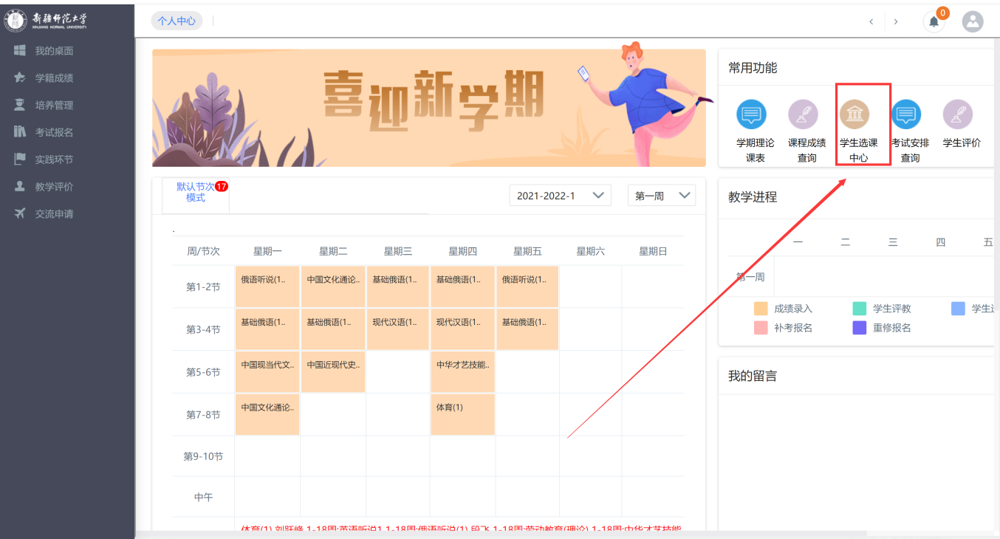 新疆师范大学
XINJIANG NORMAL UNIVERSITY
个人中心
0
我的桌面
学籍成绩
培养管理
考试报名
实践环节
教学评价
交流申请
喜迎新学期
常用功能
学期理论
课表
课程成绩
查询
学生选课
中心
考试安排
查询
学生评价
默认节次
模式
17
2021-2022-1
第一周
教学进程
一 二 三 四 五
第一周
成绩录入
学生评教
补考报名
重修报名
我的留言
.
周/节次 星期一 星期二 星期三 星期四 星期五 星期六 星期日
第1-2节 俄语听说(1.. 中国文化通论.. 基础俄语(1.. 基础俄语(1.. 俄语听说(1..
第3-4节 基础俄语(1.. 基础俄语(1.. 现代汉语(1.. 现代汉语(1.. 基础俄语(1..
第5-6节 中国现当代文.. 中国近现代史.. 中华才艺技能..
第7-8节 中国文化通论.. 体育(1)
第9-10节
中午
体育(1) 刘跃峰 1-18周;英语听说1 1-18周;俄语听说(1) 段飞 1-18周;劳动教育(理论) 1-18周;中华才艺技能